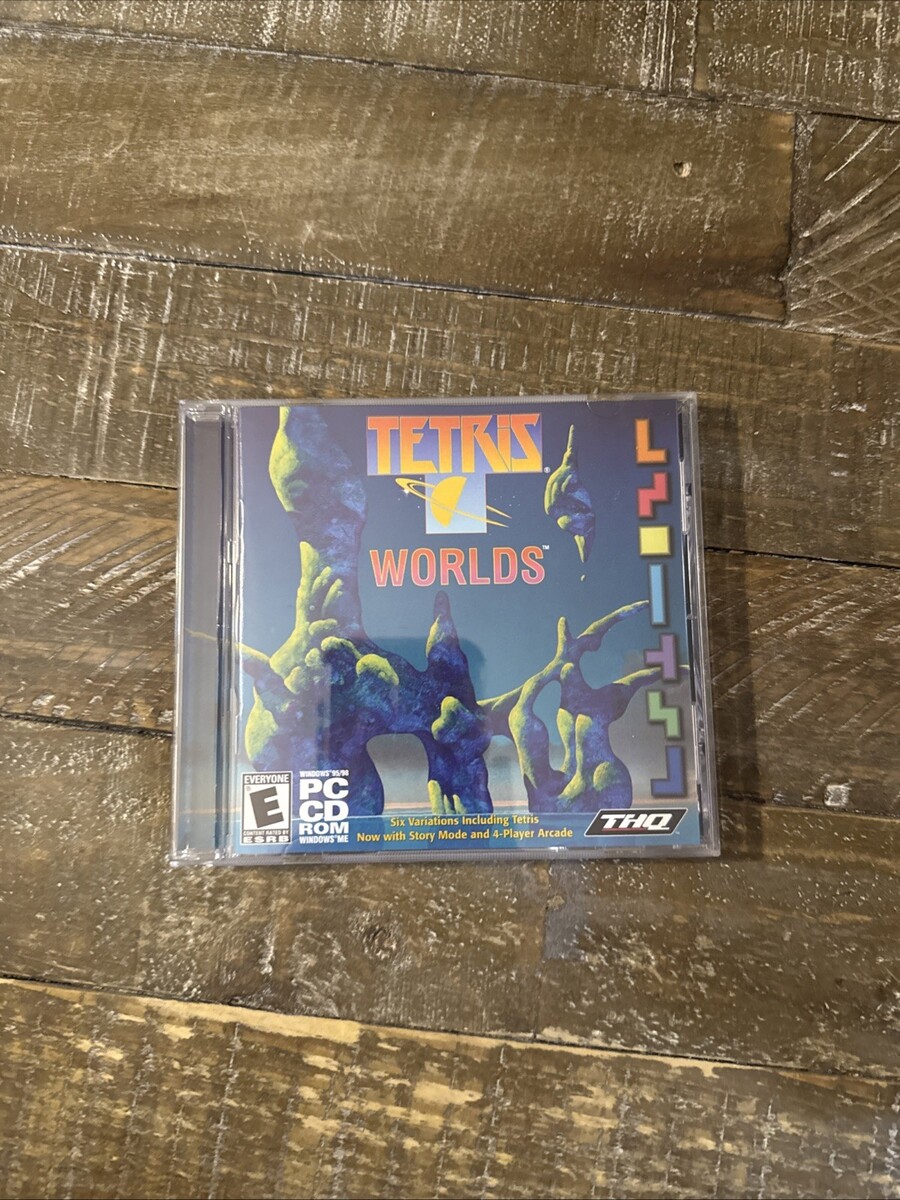 TETRIS®
WORLDS™
EVERYONE
E
CONTENT RATED BY
ESRB
WINDOWS® 95/98
PC
CD
ROM
WINDOWS® ME
Six Variations Including Tetris
Now with Story Mode and 4-Player Arcade
THQ